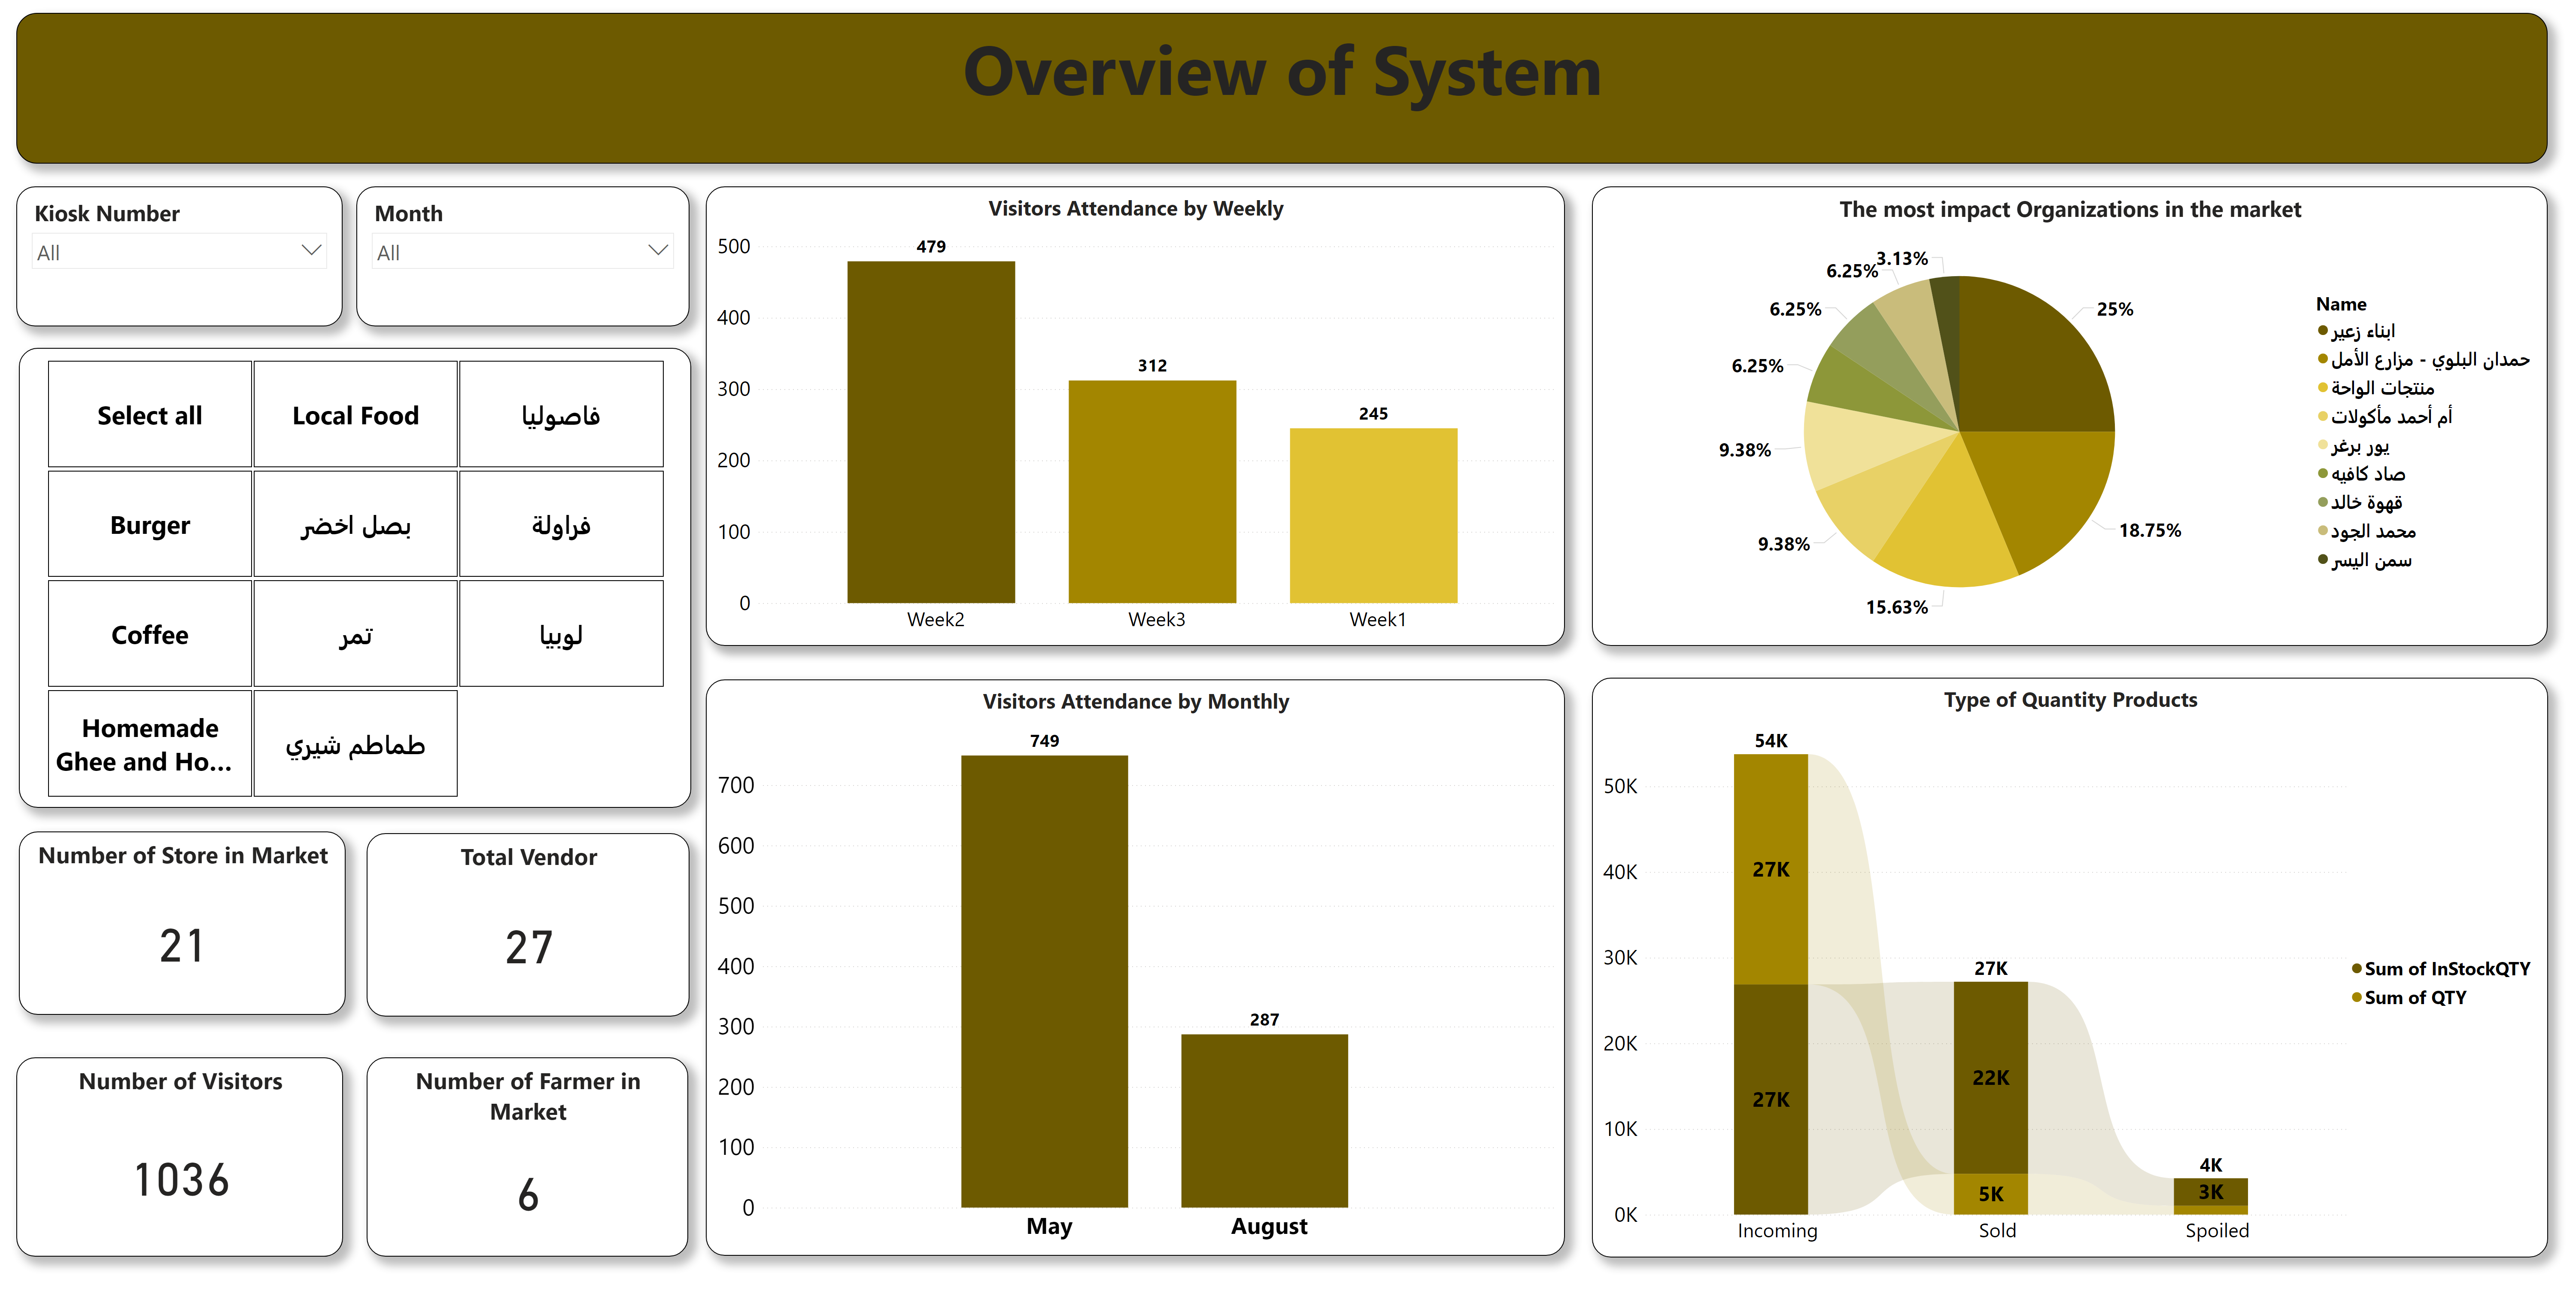 Overview of System
Kiosk Number
All
Month
All
Select all
Local Food
فاصوليا
Burger
بصل اخضر
فراولة
Coffee
تمر
لوبيا
Homemade
Ghee and Ho...
طماطم شيري
Number of Store in Market
21
Total Vendor
27
Number of Visitors
1036
Number of Farmer in
Market
6
Visitors Attendance by Weekly
500
400
300
200
100
0
479
312
245
Week2
Week3
Week1
Visitors Attendance by Monthly
700
600
500
400
300
200
100
0
749
287
May
August
The most impact Organizations in the market
25%
18.75%
15.63%
9.38%
9.38%
6.25%
6.25%
6.25%
3.13%
Name
ابناء زعير
حمدان البلوي - مزارع الأمل
منتجات الواحة
أم أحمد مأكولات
يور برغر
صاد كافيه
قهوة خالد
محمد الجود
سمن اليسر
Type of Quantity Products
50K
40K
30K
20K
10K
0K
54K
27K
27K
27K
22K
5K
4K
3K
Incoming
Sold
Spoiled
Sum of InStockQTY
Sum of QTY